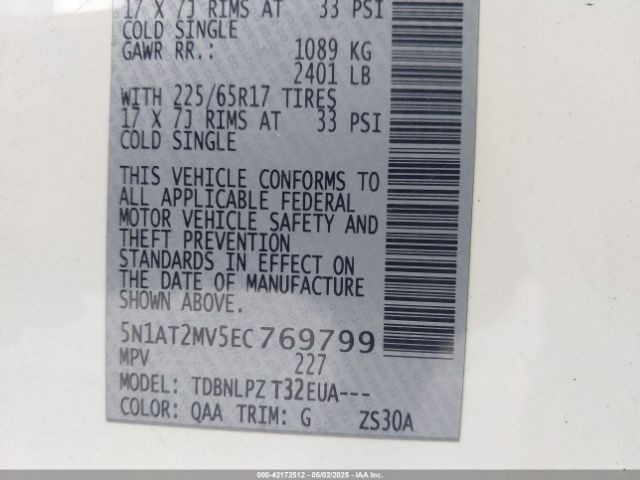 17 X 7J RIMS AT 33 PSI
COLD SINGLE
GAWR RR.: 1089 KG
2401 LB
WITH 225/65R17 TIRES
17 X 7J RIMS AT 33 PSI
COLD SINGLE
THIS VEHICLE CONFORMS TO
ALL APPLICABLE FEDERAL
MOTOR VEHICLE SAFETY AND
THEFT PREVENTION
STANDARDS IN EFFECT ON
THE DATE OF MANUFACTURE
SHOWN ABOVE.
5N1AT2MV5EC769799
MPV 227
MODEL: TDBNLPZ T32EUA---
COLOR: QAA TRIM: G ZS30A
000-42172512 - 05/02/2025 - IAA Inc.